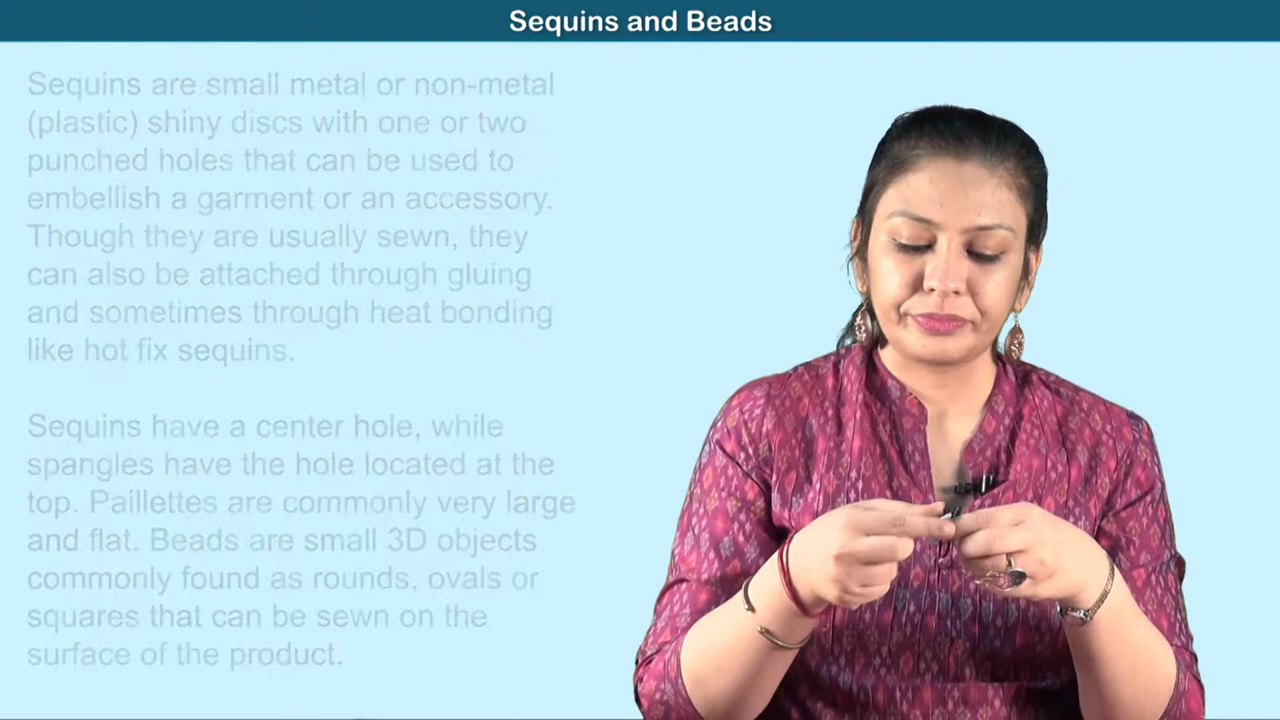 Sequins and Beads
Sequins are small metal or non-metal
(plastic) shiny discs with one or two
punched holes that can be used to
embellish a garment or an accessory.
Though they are usually sewn, they
can also be attached through gluing
and sometimes through heat bonding
like hot fix sequins.
Sequins have a center hole, while
spangles have the hole located at the
top. Paillettes are commonly very large
and flat. Beads are small 3D objects
commonly found as rounds, ovals or
squares that can be sewn on the
surface of the product.